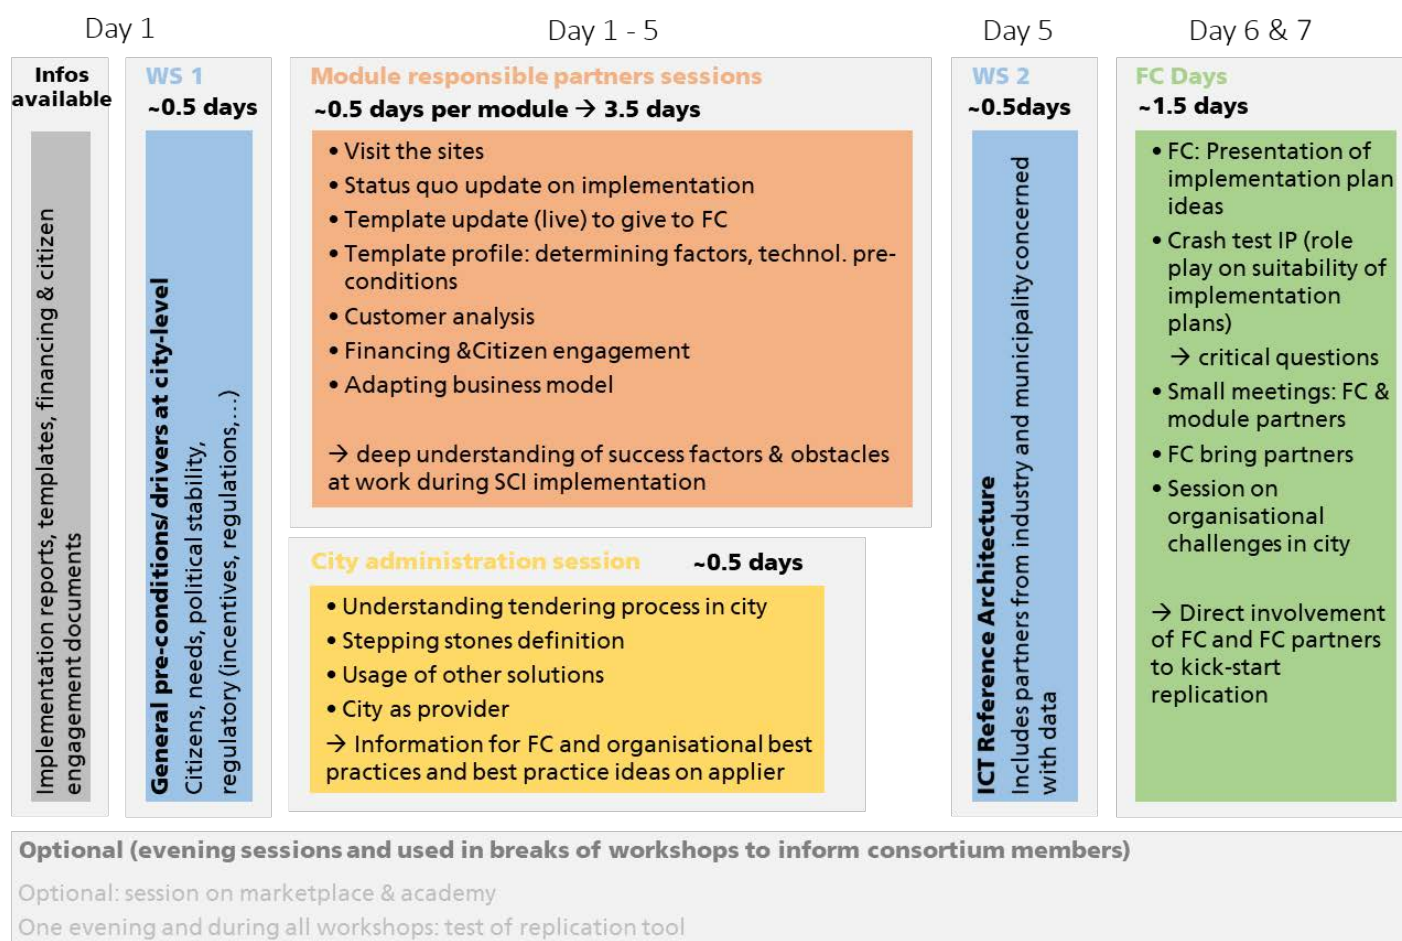 Day 1
Day 1 - 5
Day 5
Day 6 & 7
Infos
available
Implementation reports, templates, financing & citizen
engagement documents
WS 1
~0.5 days
General pre-conditions/ drivers at city-level
Citizens, needs, political stability,
regulatory (incentives, regulations,...)
Module responsible partners sessions
~0.5 days per module → 3.5 days
• Visit the sites
• Status quo update on implementation
• Template update (live) to give to FC
• Template profile: determining factors, technol. pre-
conditions
• Customer analysis
• Financing &Citizen engagement
• Adapting business model
→ deep understanding of success factors & obstacles
at work during SCI implementation
City administration session
~0.5 days
• Understanding tendering process in city
• Stepping stones definition
• Usage of other solutions
• City as provider
→ Information for FC and organisational best
practices and best practice ideas on applier
WS 2
~0.5days
ICT Reference Architecture
Includes partners from industry and municipality concerned
with data
FC Days
~1.5 days
• FC: Presentation of
implementation plan
ideas
• Crash test IP (role
play on suitability of
implementation
plans)
→ critical questions
• Small meetings: FC &
module partners
• FC bring partners
• Session on
organisational
challenges in city
→ Direct involvement
of FC and FC partners
to kick-start
replication
Optional (evening sessions and used in breaks of workshops to inform consortium members)
Optional: session on marketplace & academy
One evening and during all workshops: test of replication tool